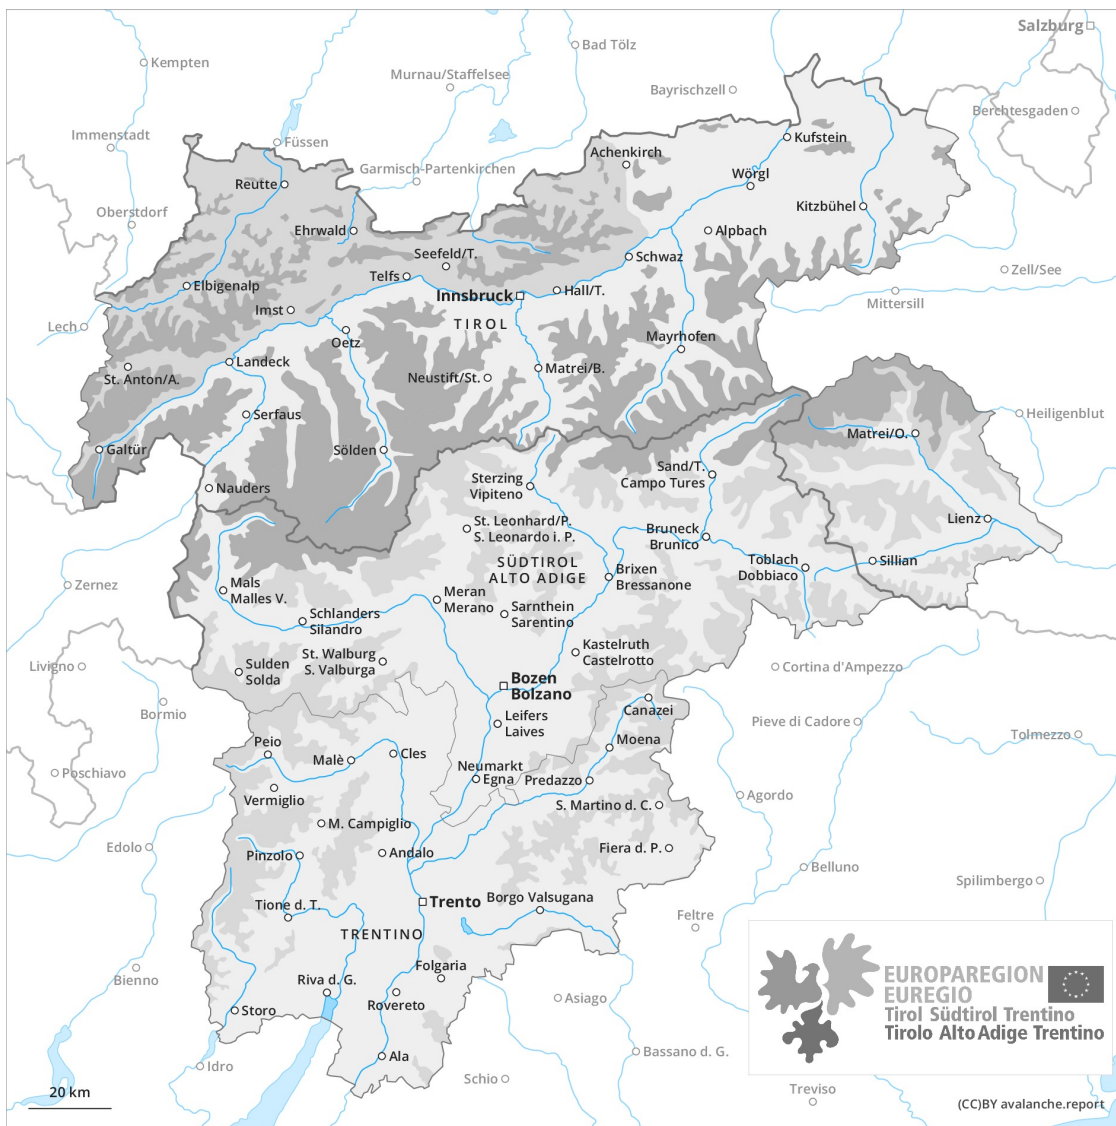 Salzburg
Bad Tölz
Kempten
Murnau/Staffelsee
Bayrischzell
Berchtesgaden
Immenstadt
Füssen
Kufstein
Achenkirch
Garmisch-Partenkirchen
Wörgl
Reutte
Kitzbühel
Oberstdorf
Ehrwald
Alpbach
Seefeld/T.
Schwaz
Zell/See
Telfs
Elbigenalp
Hall/T.
Innsbruck
Mittersill
Imst
TIROL
Lech
Oetz
Mayrhofen
Landeck
Matrei/B.
St. Anton/A.
Neustift/St.
Serfaus
Heiligenblut
Matrei/O.
Galtür
Sölden
Sand/T.
Campo Tures
Sterzing
Vipiteno
Nauders
St. Leonhard/P.
S. Leonardo i. P.
Lienz
Bruneck
Brunico
SÜDTIROL
ALTO ADIGE
Toblach
Dobbiaco
Sillian
Brixen
Bressanone
Zernez
Mals
Malles V.
Meran
Merano
Schlanders
Silandro
Sarnthein
Sarentino
Kastelruth
Castelrotto
St. Walburg
S. Valburga
Livigno
Sulden
Solda
Cortina d'Ampezzo
Bozen
Bolzano
Bormio
Canazei
Leifers
Laives
Pieve di Cadore
Tolmezzo
Peio
Moena
Malè
Cles
Poschiavo
Neumarkt
Egna
Predazzo
Vermiglio
Agordo
S. Martino d. C.
M. Campiglio
Edolo
Pinzolo
Andalo
Fiera d. P.
Belluno
Spilimbergo
Trento
Borgo Valsugana
Tione d. T.
Feltre
TRENTINO
Bienno
Folgaria
Riva d. G.
Rovereto
Asiago
Storo
EUROPAREGION
EUREGIO
Tirol Südtirol Trentino
Tirolo Alto Adige Trentino
Ala
Bassano d. G.
Idro
Schio
Treviso
20 km
(CC)BY avalanche.report